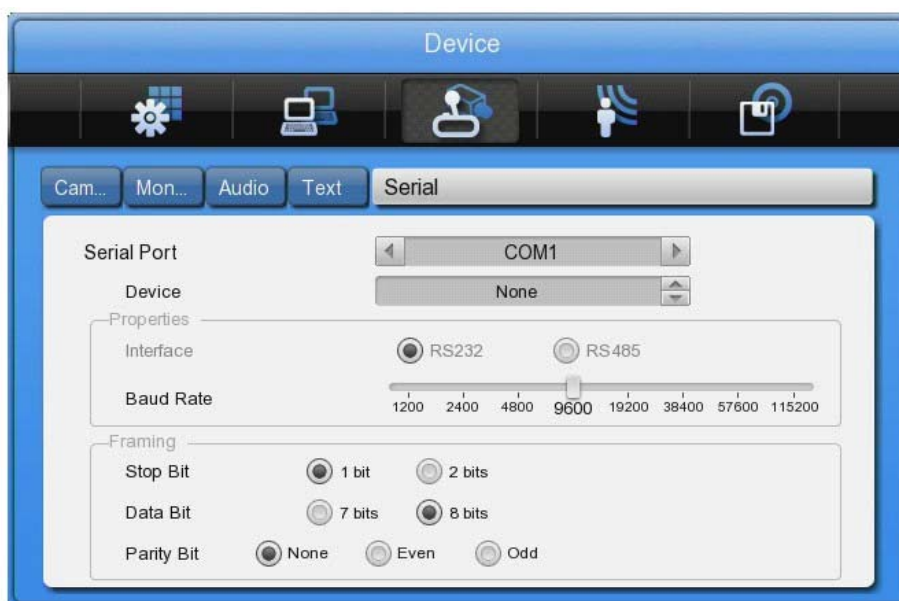 Device
Cam... Mon... Audio Text Serial
Serial Port COM1
Device None
Properties
Interface RS232 RS485
Baud Rate
1200 2400 4800 9600 19200 38400 57600 115200
Framing
Stop Bit 1 bit 2 bits
Data Bit 7 bits 8 bits
Parity Bit None Even Odd